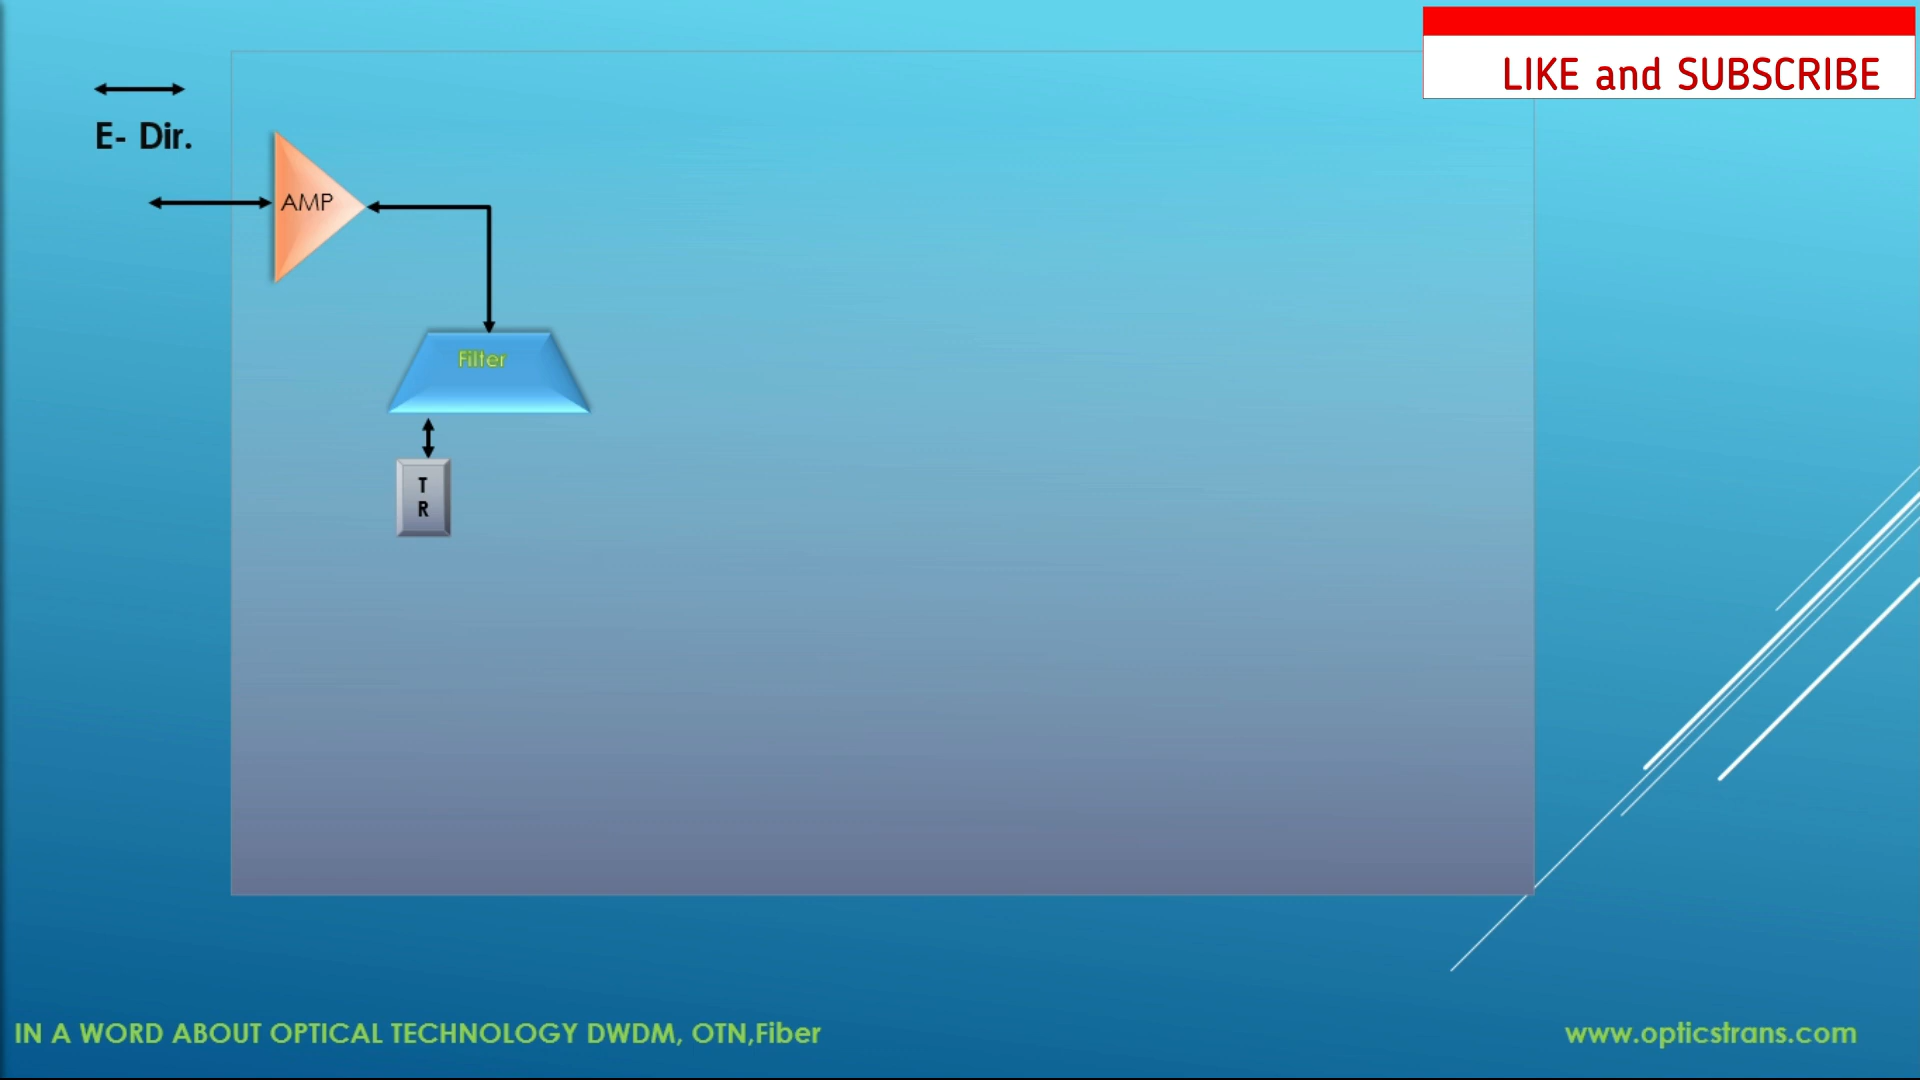 LIKE and SUBSCRIBE
E- Dir.
AMP
Filter
T
R
IN A WORD ABOUT OPTICAL TECHNOLOGY DWDM, OTN,Fiber
www.opticstrans.com